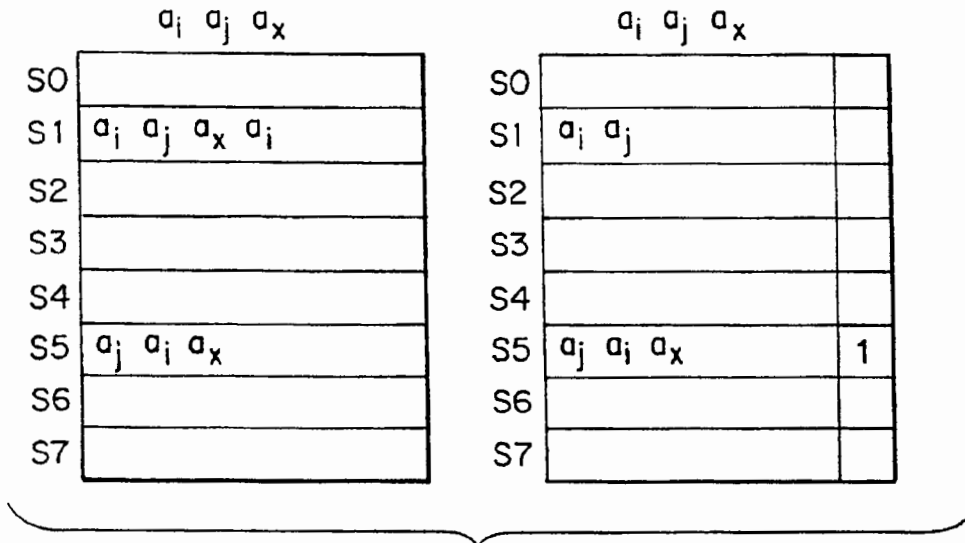 ai aj ax ai aj ax
S0 S0
S1 ai aj ax ai S1 ai aj
S2 S2
S3 S3
S4 S4
S5 aj ai ax S5 aj ai ax 1
S6 S6
S7 S7